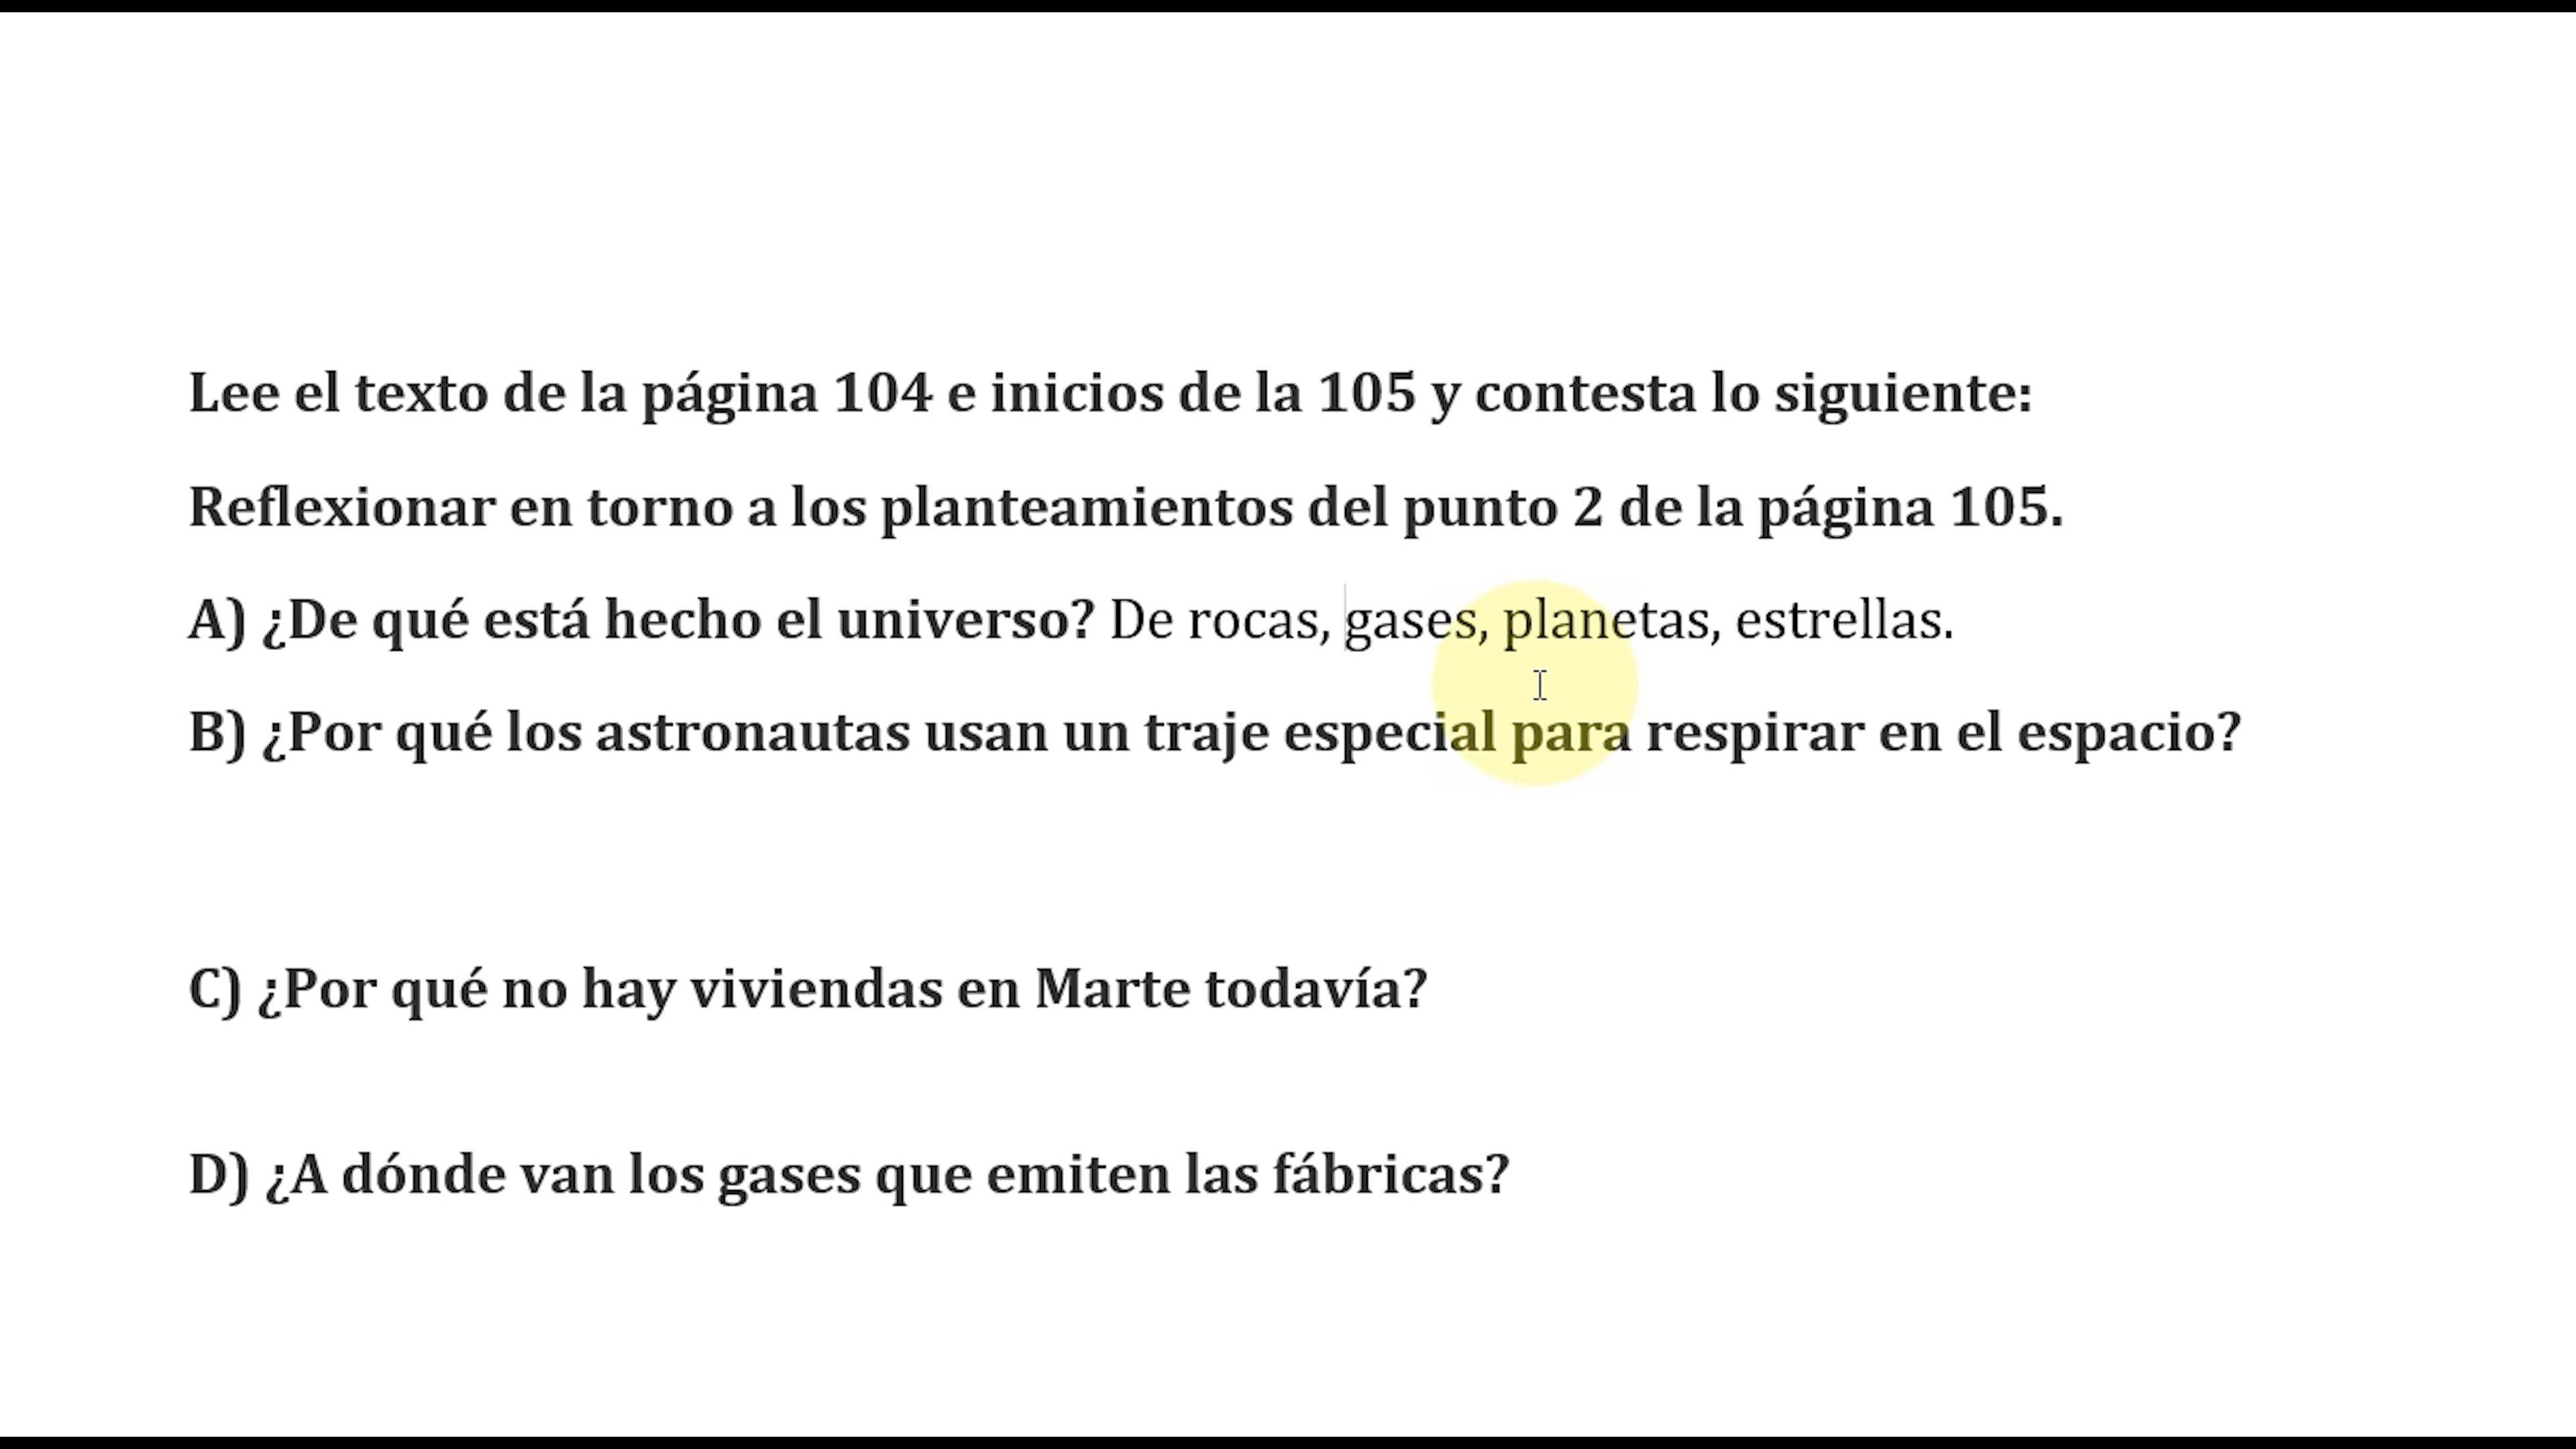 Lee el texto de la página 104 e inicios de la 105 y contesta lo siguiente:
Reflexionar en torno a los planteamientos del punto 2 de la página 105.
A) ¿De qué está hecho el universo? De rocas, gases, planetas, estrellas.
B) ¿Por qué los astronautas usan un traje especial para respirar en el espacio?
C) ¿Por qué no hay viviendas en Marte todavía?
D) ¿A dónde van los gases que emiten las fábricas?